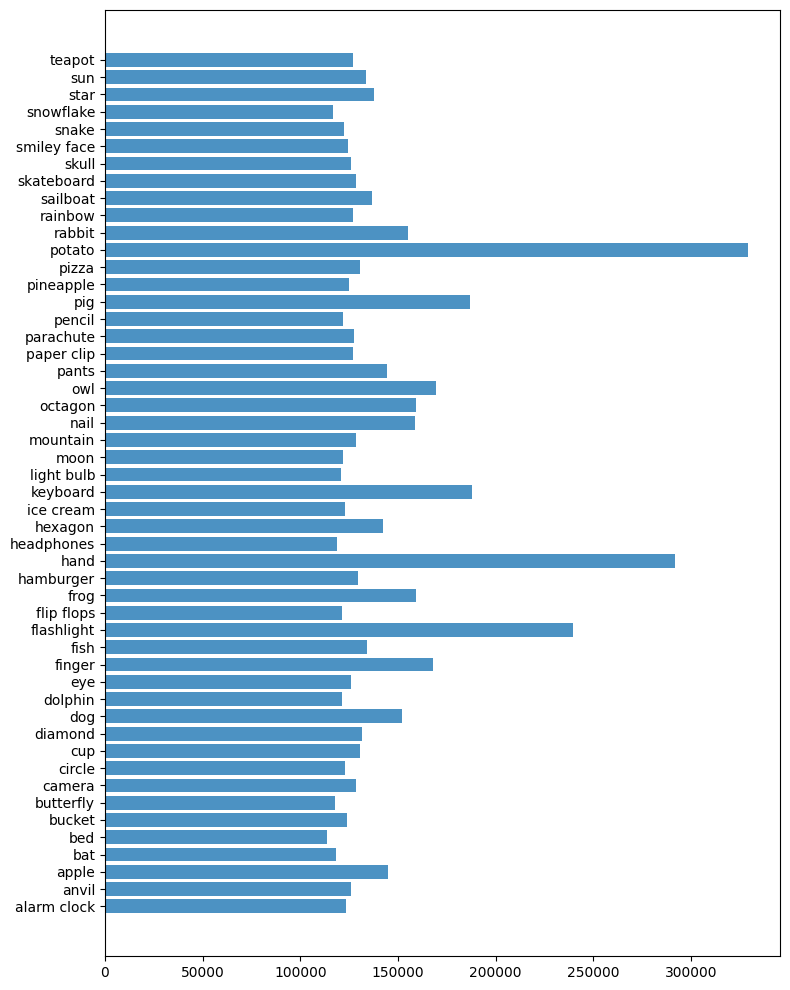 teapot
sun
star
snowflake
snake
smiley face
skull
skateboard
sailboat
rainbow
rabbit
potato
pizza
pineapple
pig
pencil
parachute
paper clip
pants
owl
octagon
nail
mountain
moon
light bulb
keyboard
ice cream
hexagon
headphones
hand
hamburger
frog
flip flops
flashlight
fish
finger
eye
dolphin
dog
diamond
cup
circle
camera
butterfly
bucket
bed
bat
apple
anvil
alarm clock
0 50000 100000 150000 200000 250000 300000